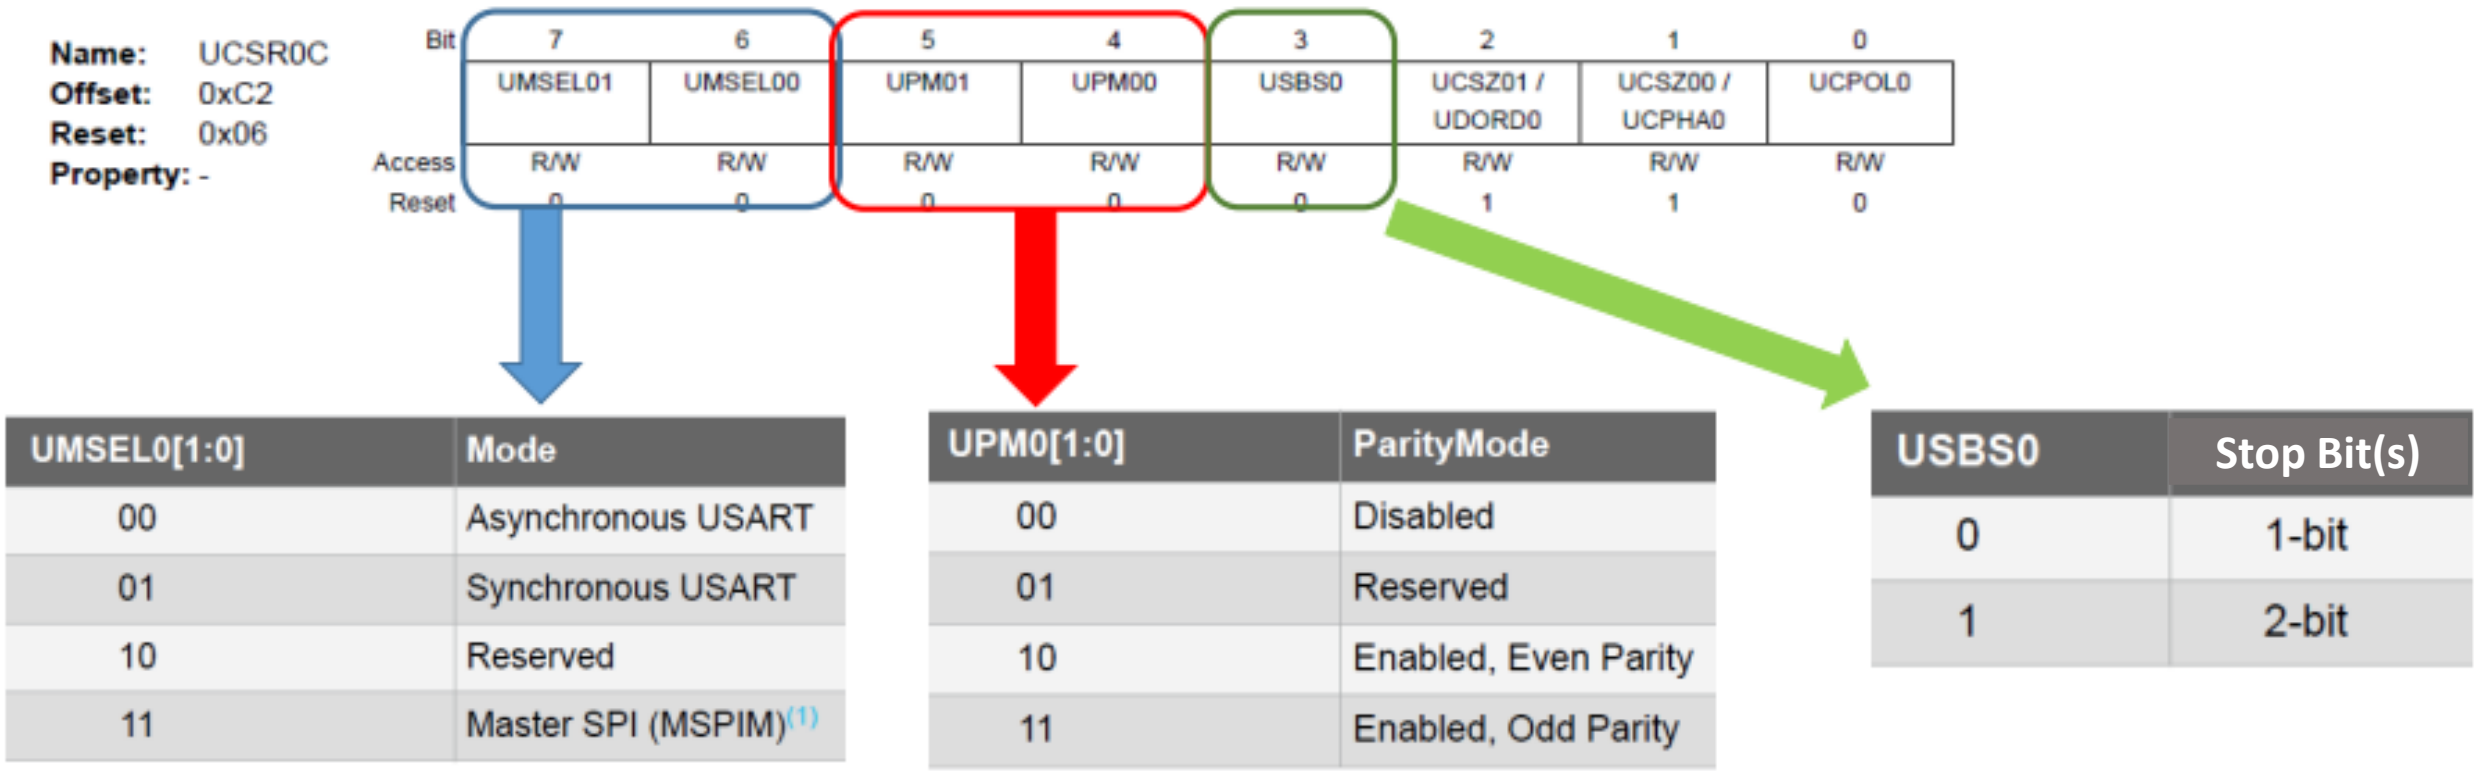 Name: UCSR0C
Offset: 0xC2
Reset: 0x06
Property: -
Bit 7 6 5 4 3 2 1 0
UMSEL01 UMSEL00 UPM01 UPM00 USBS0 UCSZ01 / UCSZ00 / UCPOL0
UDORD0 UCPHA0
Access R/W R/W R/W R/W R/W R/W R/W R/W
Reset 0 0 0 0 0 1 1 0
UMSEL0[1:0] Mode
00 Asynchronous USART
01 Synchronous USART
10 Reserved
11 Master SPI (MSPIM)(1)
UPM0[1:0] ParityMode
00 Disabled
01 Reserved
10 Enabled, Even Parity
11 Enabled, Odd Parity
USBS0 Stop Bit(s)
0 1-bit
1 2-bit